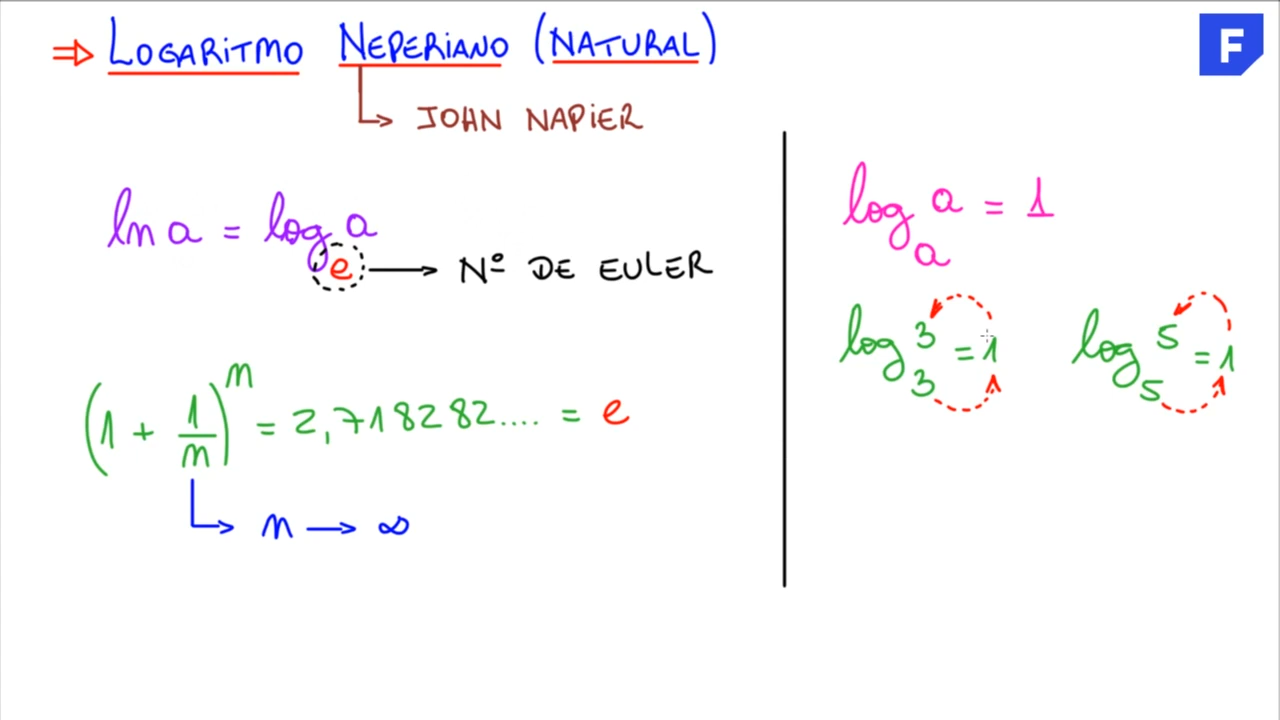 ⇒ LOGARITMO NEPERIANO (NATURAL)
F
↳ JOHN NAPIER
ln a = log_e a
→ Nº DE EULER
(1 + 1/n)^n = 2,718282.... = e
↳ n → ∞
log_a a = 1
log_3 3 = 1
log_5 5 = 1